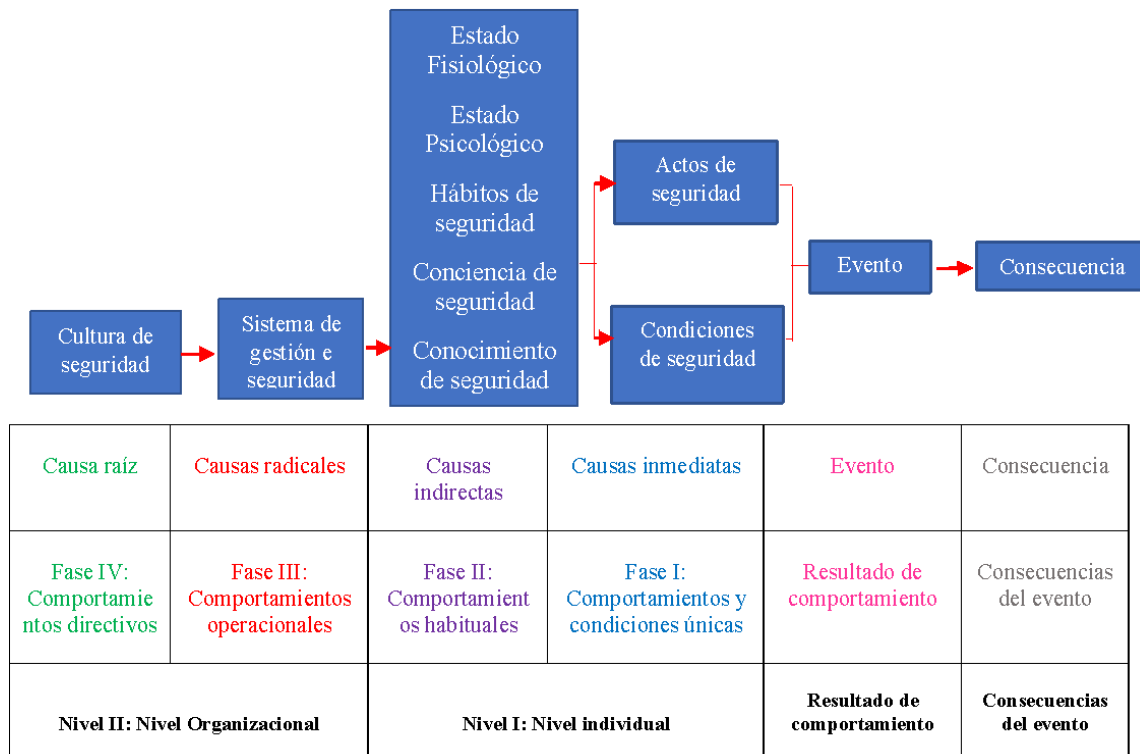 Estado
Fisiológico
Estado
Psicológico
Hábitos de
seguridad
Conciencia de
seguridad
Conocimiento
de seguridad
Actos de
seguridad
Condiciones
de seguridad
Evento
Consecuencia
Cultura de
seguridad
Sistema de
gestión e
seguridad
Causa raíz
Causas radicales
Causas
indirectas
Causas inmediatas
Evento
Consecuencia
Fase IV:
Comportamie
ntos directivos
Fase III:
Comportamientos
operacionales
Fase II:
Comportamient
os habituales
Fase I:
Comportamientos y
condiciones únicas
Resultado de
comportamiento
Consecuencias
del evento
Nivel II: Nivel Organizacional
Nivel I: Nivel individual
Resultado de
comportamiento
Consecuencias
del evento